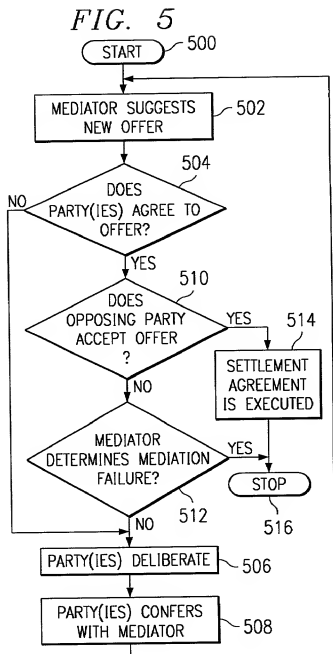 FIG. 5
START
500
MEDIATOR SUGGESTS
NEW OFFER
502
504
DOES
PARTY(IES) AGREE TO
OFFER?
NO
YES
510
DOES
OPPOSING PARTY
ACCEPT OFFER
?
YES
514
SETTLEMENT
AGREEMENT
IS EXECUTED
NO
MEDIATOR
DETERMINES MEDIATION
FAILURE?
YES
512
STOP
516
NO
PARTY(IES) DELIBERATE
506
PARTY(IES) CONFERS
WITH MEDIATOR
508